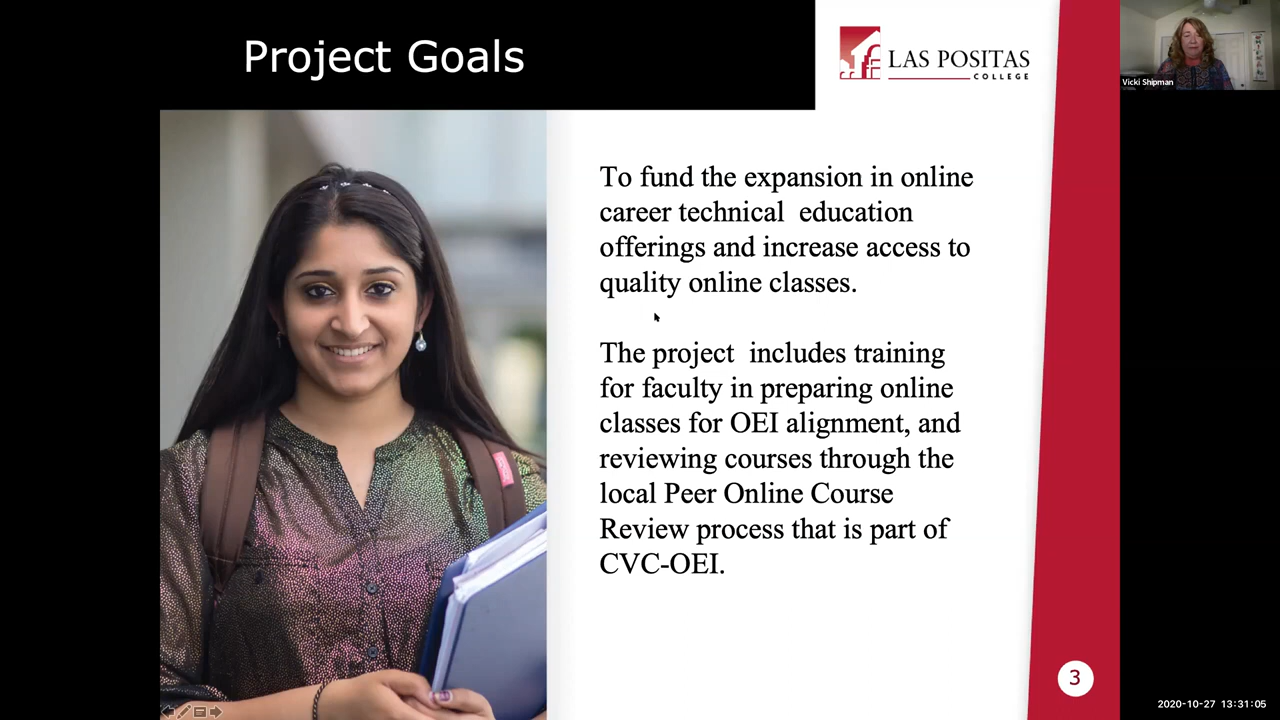 Project Goals
LAS POSITAS
COLLEGE
Vicki Shipman
To fund the expansion in online
career technical  education
offerings and increase access to
quality online classes.
The project  includes training
for faculty in preparing online
classes for OEI alignment, and
reviewing courses through the
local Peer Online Course
Review process that is part of
CVC-OEI.
3
2020-10-27 13:31:05